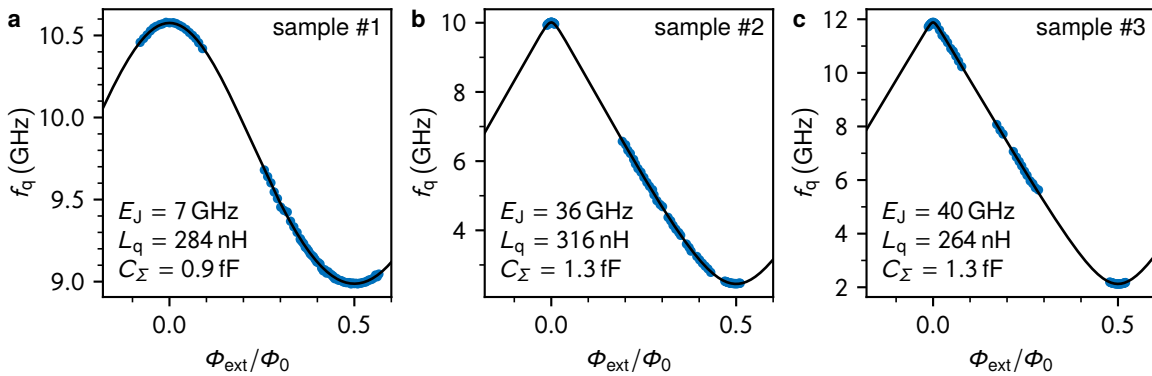 a
sample #1
10.5
10.0
9.5
9.0
f_q (GHz)
E_J = 7 GHz
L_q = 284 nH
C_Σ = 0.9 fF
0.0 0.5
Φ_ext/Φ_0
b
sample #2
10
8
6
4
f_q (GHz)
E_J = 36 GHz
L_q = 316 nH
C_Σ = 1.3 fF
0.0 0.5
Φ_ext/Φ_0
c
sample #3
12
10
8
6
4
2
f_q (GHz)
E_J = 40 GHz
L_q = 264 nH
C_Σ = 1.3 fF
0.0 0.5
Φ_ext/Φ_0